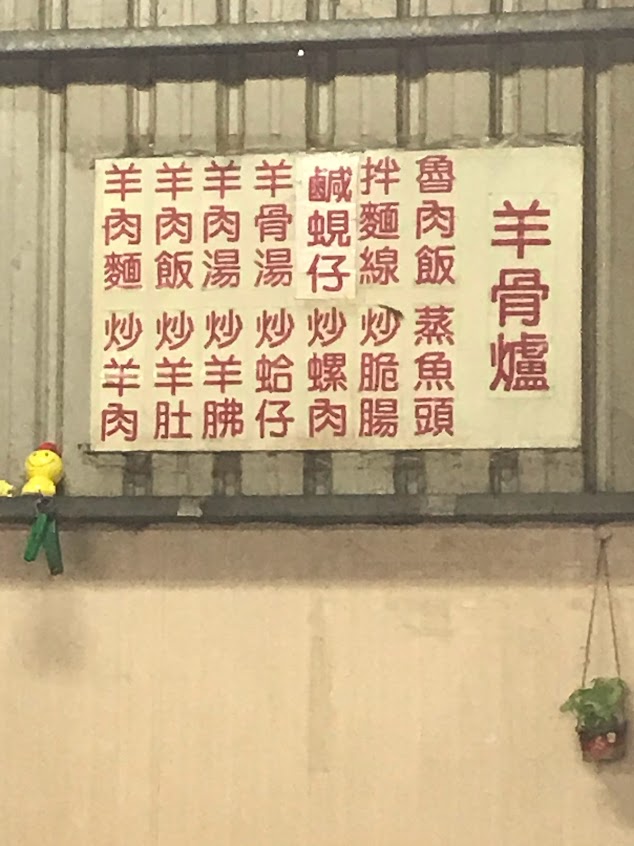 羊骨爐
魯肉飯
蒸魚頭
拌麵線
炒脆腸
鹹蜆仔
炒螺肉
羊骨湯
炒蛤仔
羊肉湯
炒羊胇
羊肉飯
炒羊肚
羊肉麵
炒羊肉